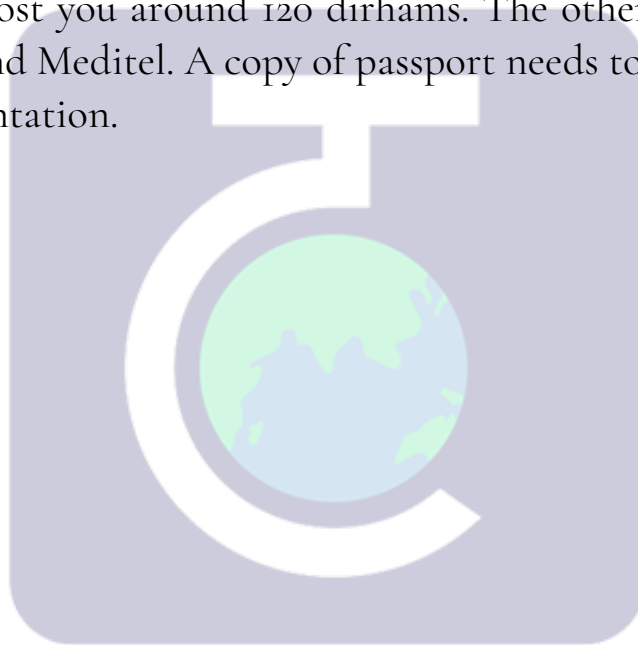 ost you around 120 dirhams. The other
nd Meditel. A copy of passport needs to
ntation.